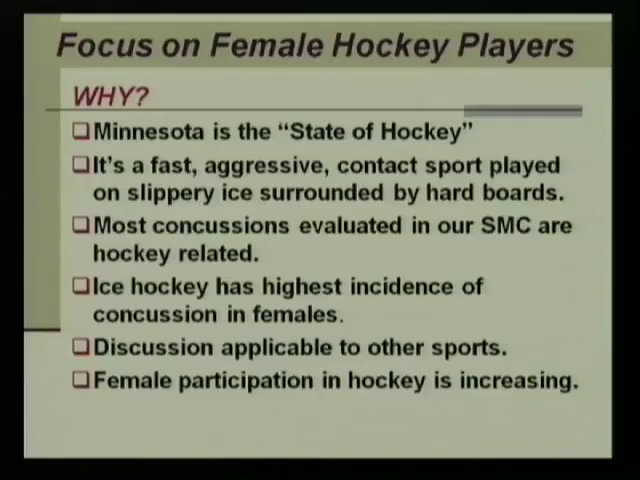 Focus on Female Hockey Players
WHY?
Minnesota is the “State of Hockey”
It's a fast, aggressive, contact sport played
on slippery ice surrounded by hard boards.
Most concussions evaluated in our SMC are
hockey related.
Ice hockey has highest incidence of
concussion in females.
Discussion applicable to other sports.
Female participation in hockey is increasing.